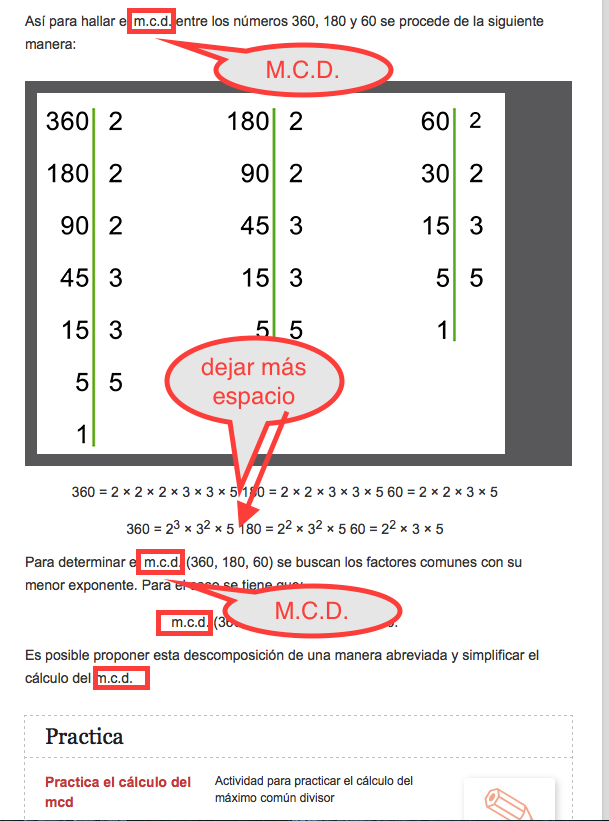 Así para hallar el m.c.d. entre los números 360, 180 y 60 se procede de la siguiente
manera:
M.C.D.
360 2 180 2 60 2
180 2 90 2 30 2
90 2 45 3 15 3
45 3 15 3 5 5
15 3 5 5 1
5 5
1
dejar más
espacio
360 = 2 × 2 × 2 × 3 × 3 × 5 180 = 2 × 2 × 3 × 3 × 5 60 = 2 × 2 × 3 × 5
360 = 2³ × 3² × 5 180 = 2² × 3² × 5 60 = 2² × 3 × 5
Para determinar el m.c.d. (360, 180, 60) se buscan los factores comunes con su
menor exponente. Para el caso se tiene que:
M.C.D.
m.c.d. (36
Es posible proponer esta descomposición de una manera abreviada y simplificar el
cálculo del m.c.d.
Practica
Practica el cálculo del
mcd
Actividad para practicar el cálculo del
máximo común divisor